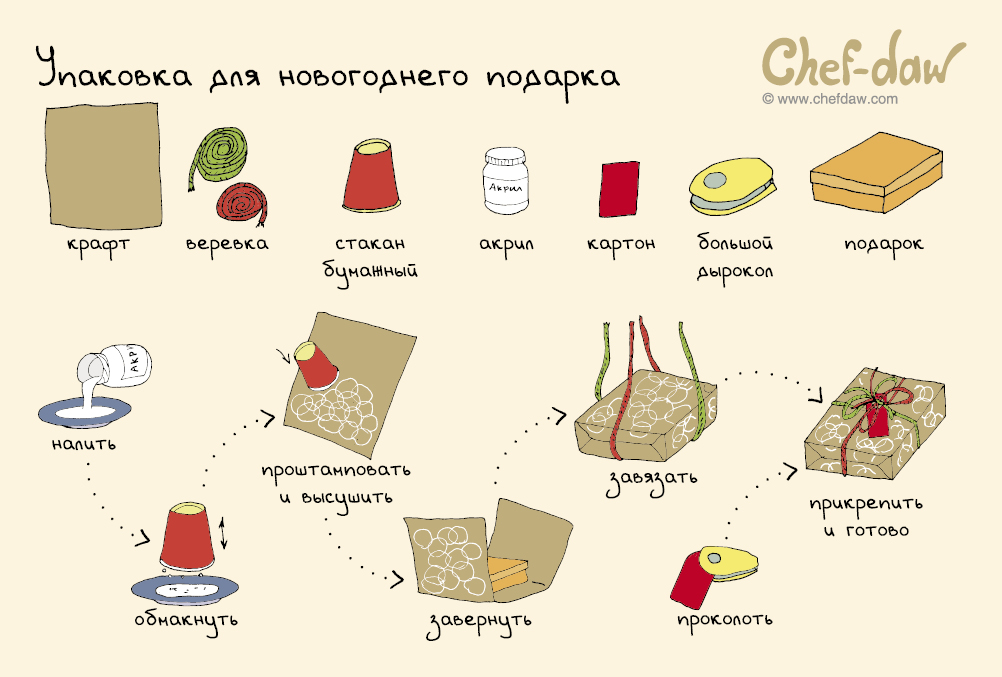 Упаковка для новогоднего подарка
Chef-daw
© www.chefdaw.com
Акрил
крафт
веревка
стакан
бумажный
акрил
картон
большой
дырокол
подарок
АКРИ
налить
обмакнуть
проштамповать
и высушить
завернуть
завязать
проколоть
прикрепить
и готово